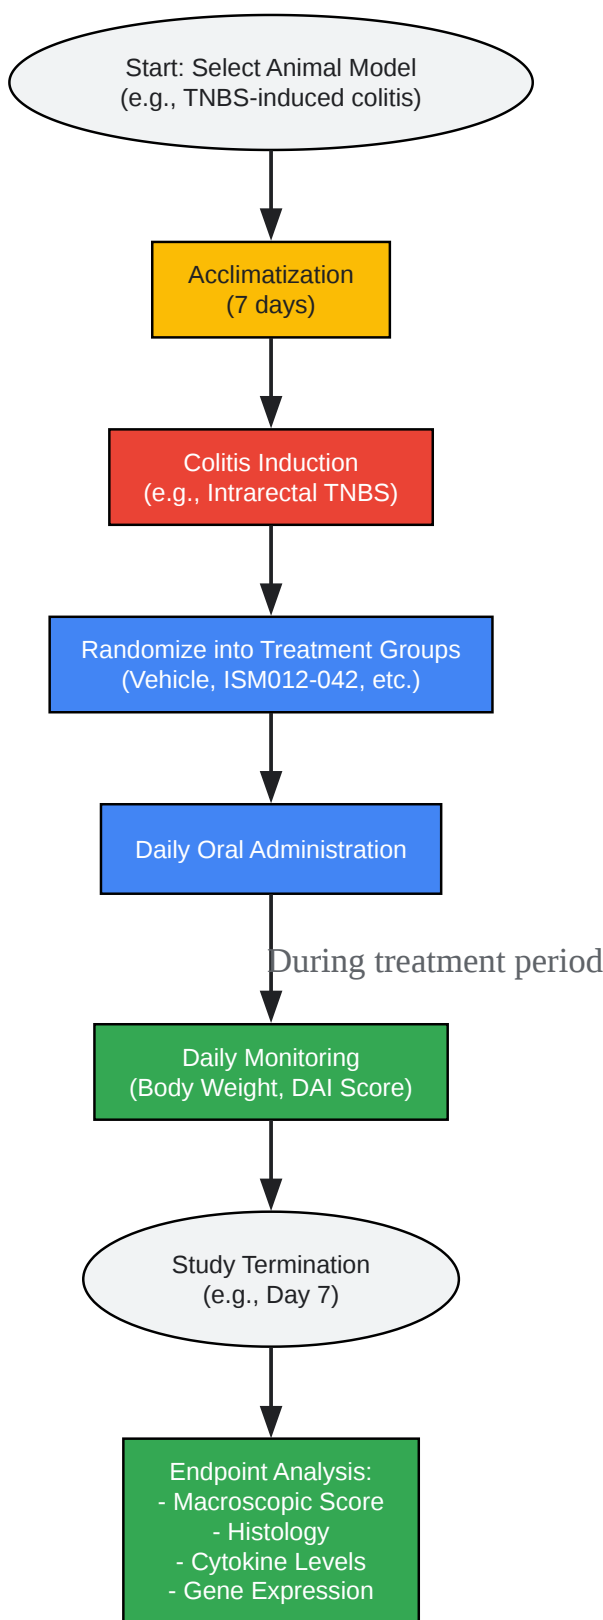 Start: Select Animal Model
(e.g., TNBS-induced colitis)
Acclimatization
(7 days)
Colitis Induction
(e.g., Intrarectal TNBS)
Randomize into Treatment Groups
(Vehicle, ISM012-042, etc.)
Daily Oral Administration
During treatment period
Daily Monitoring
(Body Weight, DAI Score)
Study Termination
(e.g., Day 7)
Endpoint Analysis:
- Macroscopic Score
- Histology
- Cytokine Levels
- Gene Expression